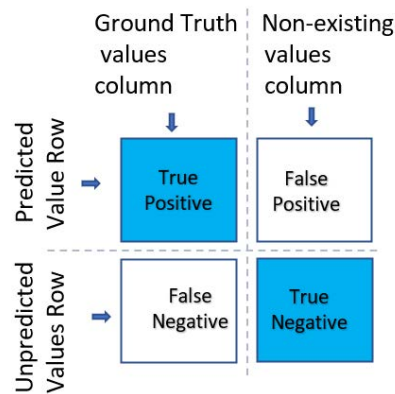 Ground Truth
values
column
Non-existing
values
column
Predicted
Value Row
True
Positive
False
Positive
Unpredicted
Values Row
False
Negative
True
Negative